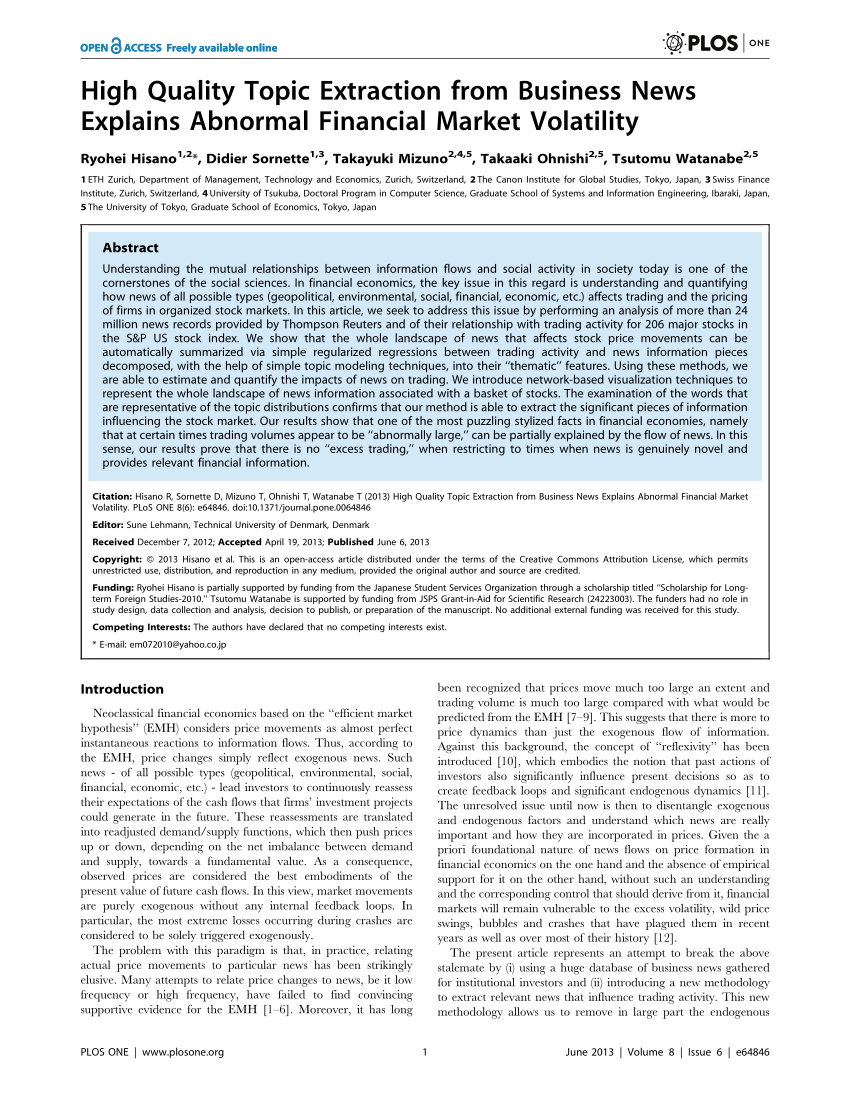 OPEN ACCESS Freely available online
PLOS | ONE
High Quality Topic Extraction from Business News
Explains Abnormal Financial Market Volatility
Ryohei Hisano1,2*, Didier Sornette1,3, Takayuki Mizuno2,4,5, Takaaki Ohnishi2,5, Tsutomu Watanabe2,5
1 ETH Zurich, Department of Management, Technology and Economics, Zurich, Switzerland, 2 The Canon Institute for Global Studies, Tokyo, Japan, 3 Swiss Finance
Institute, Zurich, Switzerland, 4 University of Tsukuba, Doctoral Program in Computer Science, Graduate School of Systems and Information Engineering, Ibaraki, Japan,
5 The University of Tokyo, Graduate School of Economics, Tokyo, Japan
Abstract
Understanding the mutual relationships between information flows and social activity in society today is one of the
cornerstones of the social sciences. In financial economics, the key issue in this regard is understanding and quantifying
how news of all possible types (geopolitical, environmental, social, financial, economic, etc.) affects trading and the pricing
of firms in organized stock markets. In this article, we seek to address this issue by performing an analysis of more than 24
million news records provided by Thompson Reuters and of their relationship with trading activity for 206 major stocks in
the S&P US stock index. We show that the whole landscape of news that affects stock price movements can be
automatically summarized via simple regularized regressions between trading activity and news information pieces
decomposed, with the help of simple topic modeling techniques, into their "thematic" features. Using these methods, we
are able to estimate and quantify the impacts of news on trading. We introduce network-based visualization techniques to
represent the whole landscape of news information associated with a basket of stocks. The examination of the words that
are representative of the topic distributions confirms that our method is able to extract the significant pieces of information
influencing the stock market. Our results show that one of the most puzzling stylized facts in financial economies, namely
that at certain times trading volumes appear to be "abnormally large," can be partially explained by the flow of news. In this
sense, our results prove that there is no "excess trading," when restricting to times when news is genuinely novel and
provides relevant financial information.
Citation: Hisano R, Sornette D, Mizuno T, Ohnishi T, Watanabe T (2013) High Quality Topic Extraction from Business News Explains Abnormal Financial Market
Volatility. PLoS ONE 8(6): e64846. doi:10.1371/journal.pone.0064846
Editor: Sune Lehmann, Technical University of Denmark, Denmark
Received December 7, 2012; Accepted April 19, 2013; Published June 6, 2013
Copyright: © 2013 Hisano et al. This is an open-access article distributed under the terms of the Creative Commons Attribution License, which permits
unrestricted use, distribution, and reproduction in any medium, provided the original author and source are credited.
Funding: Ryohei Hisano is partially supported by funding from the Japanese Student Services Organization through a scholarship titled "Scholarship for Long-
term Foreign Studies-2010." Tsutomu Watanabe is supported by funding from JSPS Grant-in-Aid for Scientific Research (24223003). The funders had no role in
study design, data collection and analysis, decision to publish, or preparation of the manuscript. No additional external funding was received for this study.
Competing Interests: The authors have declared that no competing interests exist.
* E-mail: em072010@yahoo.co.jp
Introduction
Neoclassical financial economics based on the "efficient market
hypothesis" (EMH) considers price movements as almost perfect
instantaneous reactions to information flows. Thus, according to
the EMH, price changes simply reflect exogenous news. Such
news - of all possible types (geopolitical, environmental, social,
financial, economic, etc.) - lead investors to continuously reassess
their expectations of the cash flows that firms' investment projects
could generate in the future. These reassessments are translated
into readjusted demand/supply functions, which then push prices
up or down, depending on the net imbalance between demand
and supply, towards a fundamental value. As a consequence,
observed prices are considered the best embodiments of the
present value of future cash flows. In this view, market movements
are purely exogenous without any internal feedback loops. In
particular, the most extreme losses occurring during crashes are
considered to be solely triggered exogenously.
The problem with this paradigm is that, in practice, relating
actual price movements to particular news has been strikingly
elusive. Many attempts to relate price changes to news, be it low
frequency or high frequency, have failed to find convincing
supportive evidence for the EMH [1–6]. Moreover, it has long
been recognized that prices move much too large an extent and
trading volume is much too large compared with what would be
predicted from the EMH [7–9]. This suggests that there is more to
price dynamics than just the exogenous flow of information.
Against this background, the concept of "reflexivity" has been
introduced [10], which embodies the notion that past actions of
investors also significantly influence present decisions so as to
create feedback loops and significant endogenous dynamics [11].
The unresolved issue until now is then to disentangle exogenous
and endogenous factors and understand which news are really
important and how they are incorporated in prices. Given the a
priori foundational nature of news flows on price formation in
financial economics on the one hand and the absence of empirical
support for it on the other hand, without such an understanding
and the corresponding control that should derive from it, financial
markets will remain vulnerable to the excess volatility, wild price
swings, bubbles and crashes that have plagued them in recent
years as well as over most of their history [12].
The present article represents an attempt to break the above
stalemate by (i) using a huge database of business news gathered
for institutional investors and (ii) introducing a new methodology
to extract relevant news that influence trading activity. This new
methodology allows us to remove in large part the endogenous
PLOS ONE | www.plosone.org
1
June 2013 | Volume 8 | Issue 6 | e64846